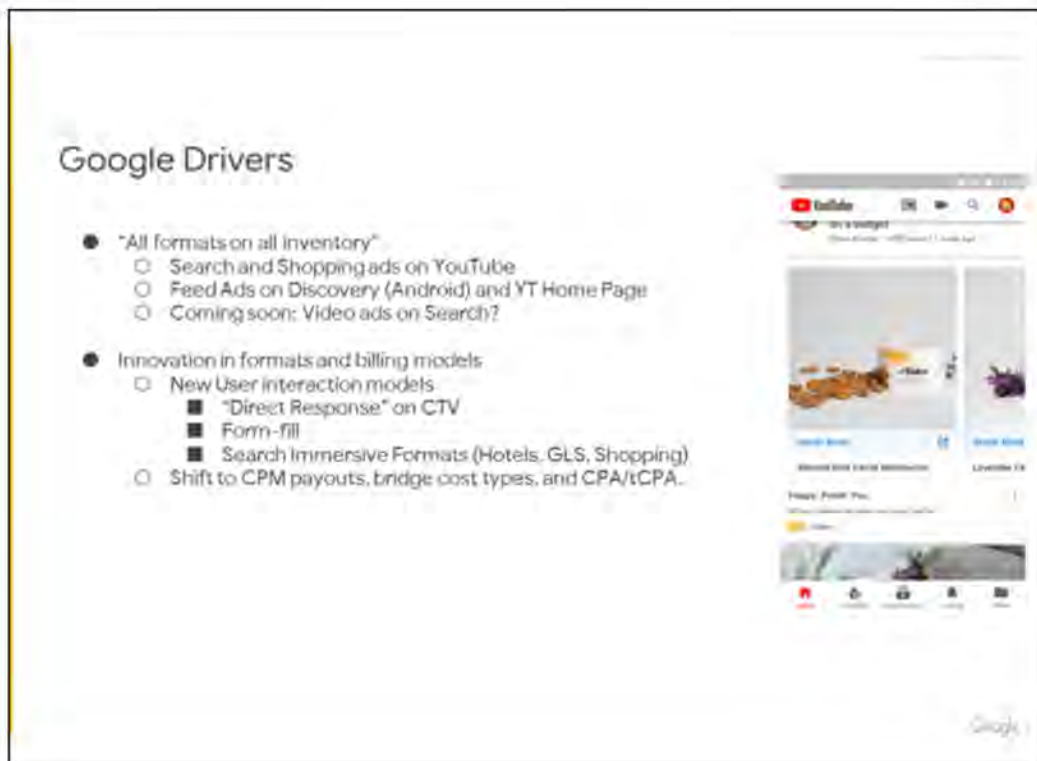 Google Drivers
● “All formats on all inventory”
○ Search and Shopping ads on YouTube
○ Feed Ads on Discovery (Android) and YT Home Page
○ Coming soon: Video ads on Search?
● Innovation in formats and billing models
○ New User interaction models
■ “Direct Response” on CTV
■ Form-fill
■ Search Immersive Formats (Hotels, GLS, Shopping)
○ Shift to CPM payouts, bridge cost types, and CPA/tCPA.
YouTube
on a budget
Google